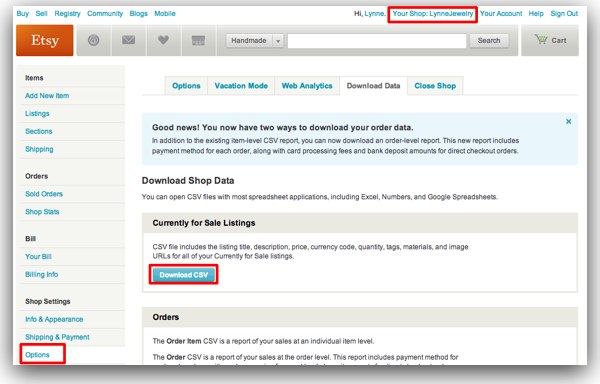 Buy Sell Registry Community Blogs Mobile Hi, Lynne. Your Shop: LynneJewelry Your Account Help Sign Out
Etsy Handmade Search Cart
Options Vacation Mode Web Analytics Download Data Close Shop
Items
Add New Item
Listings
Sections
Shipping
Orders
Sold Orders
Shop Stats
Bill
Your Bill
Billing Info
Shop Settings
Info & Appearance
Shipping & Payment
Options
Good news! You now have two ways to download your order data.
In addition to the existing item-level CSV report, you can now download an order-level report. This new report includes
payment method for each order, along with card processing fees and bank deposit amounts for direct checkout orders.
Download Shop Data
You can open CSV files with most spreadsheet applications, including Excel, Numbers, and Google Spreadsheets.
Currently for Sale Listings
CSV file includes the listing title, description, price, currency code, quantity, tags, materials, and image
URLs for all of your Currently for Sale listings.
Download CSV
Orders
The Order Item CSV is a report of your sales at an individual item level.
The Order CSV is a report of your sales at the order level. This report includes payment method for